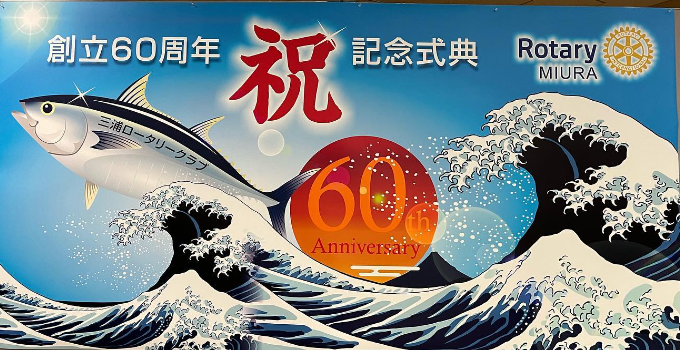 創立60周年 祝 記念式典
Rotary
MIURA
三浦ロータリークラブ
60th
Anniversary